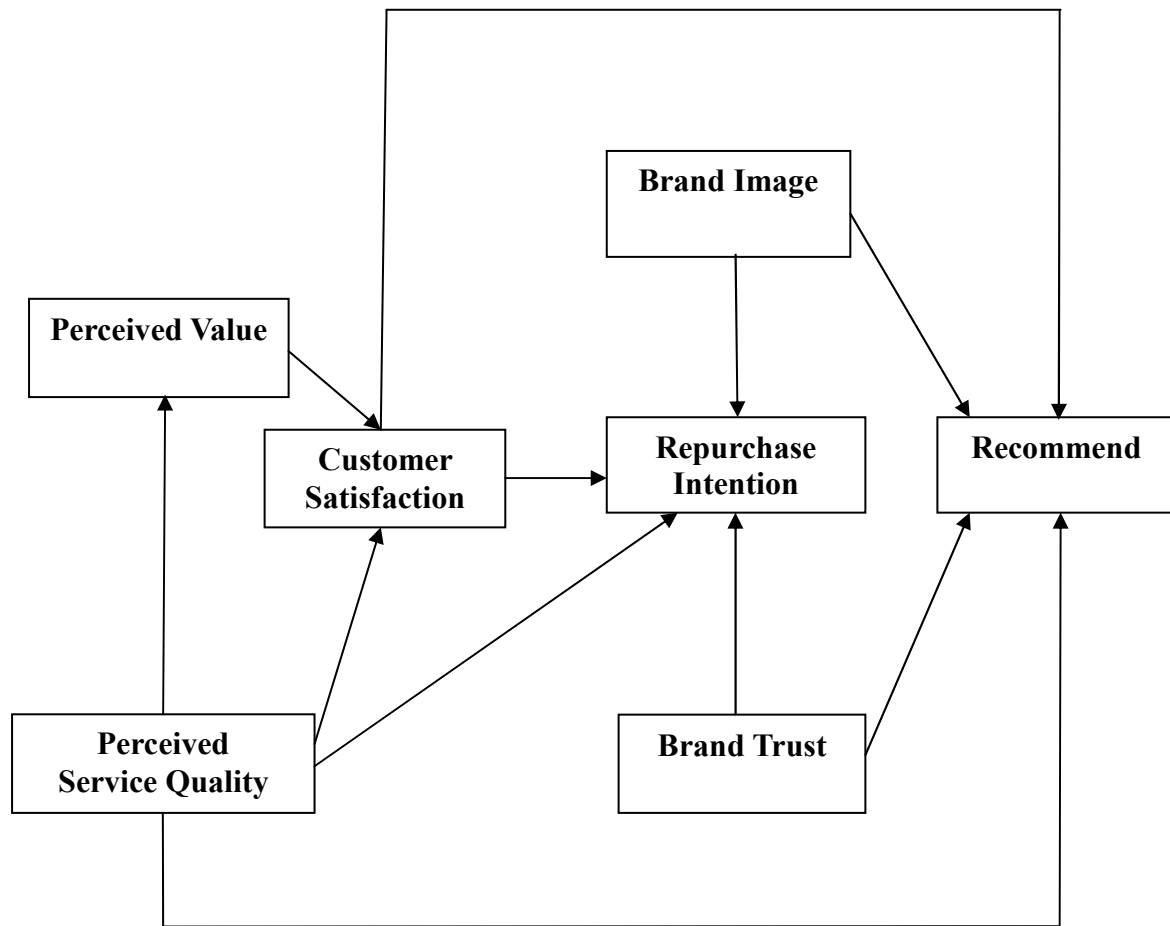 Brand Image
Perceived Value
Customer
Satisfaction
Repurchase
Intention
Recommend
Perceived
Service Quality
Brand Trust